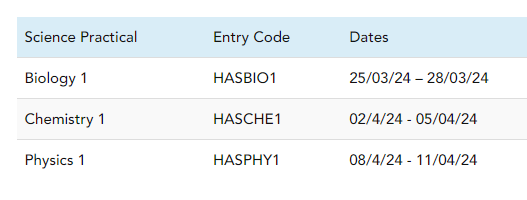 Science Practical Entry Code Dates
Biology 1 HASBIO1 25/03/24 – 28/03/24
Chemistry 1 HASCHE1 02/4/24 - 05/04/24
Physics 1 HASPHY1 08/4/24 - 11/04/24